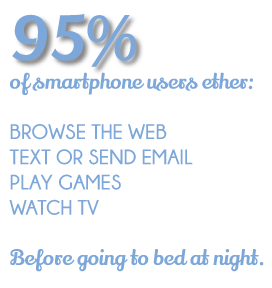 95%
of smartphone users ether:
BROWSE THE WEB
TEXT OR SEND EMAIL
PLAY GAMES
WATCH TV
Before going to bed at night.